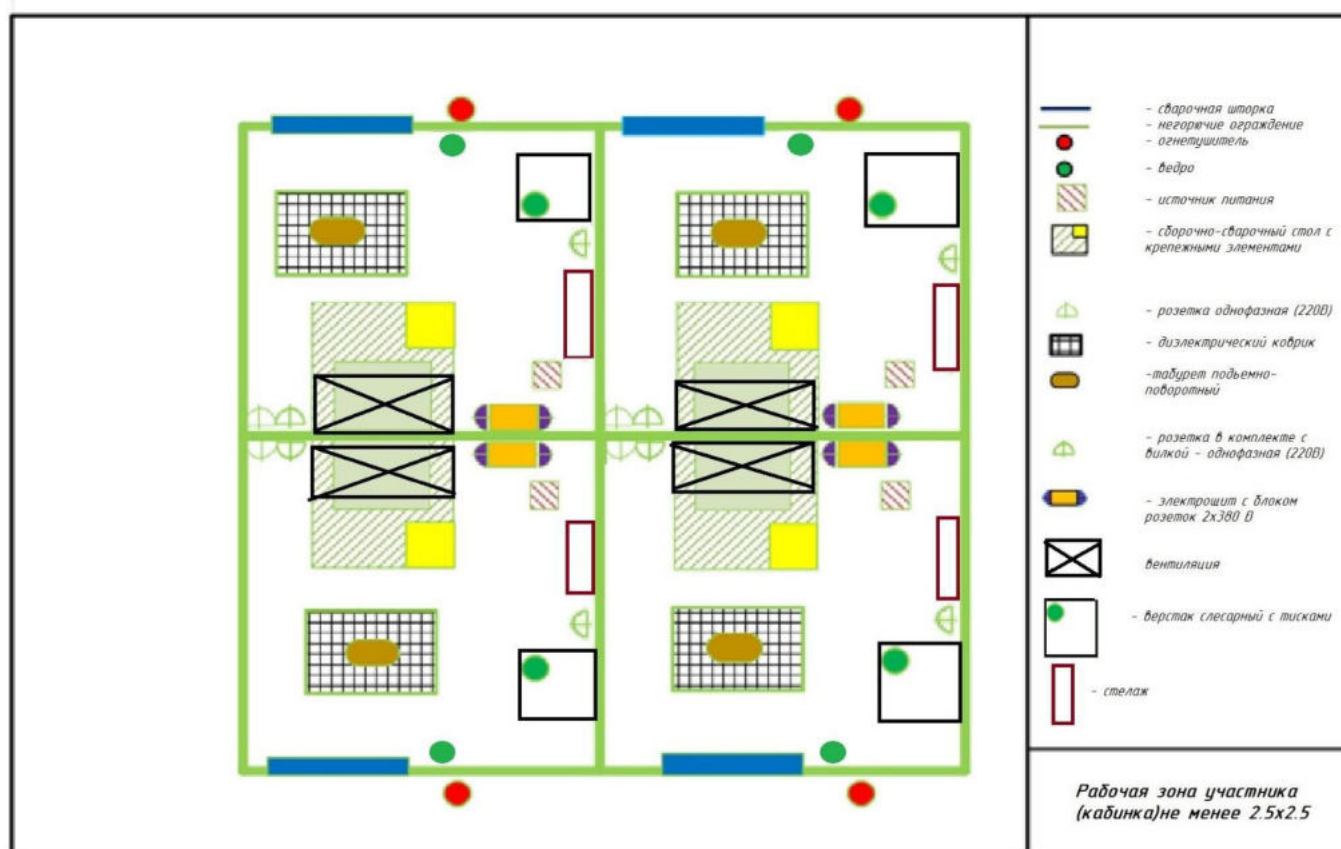 - сварочная шторка
- негорючие ограждение
- огнетушитель
- ведро
- источник питания
- сборочно-сварочный стол с
крепежными элементами
- розетка однофазная (220В)
- диэлектрический коврик
-табурет подьемно-
поворотный
- розетка в комплекте с
вилкой - однофазная (220В)
- электрощит с блоком
розеток 2х380 В
вентиляция
- верстак слесарный с тисками
- стелаж
Рабочая зона участника
(кабинка)не менее 2.5х2.5